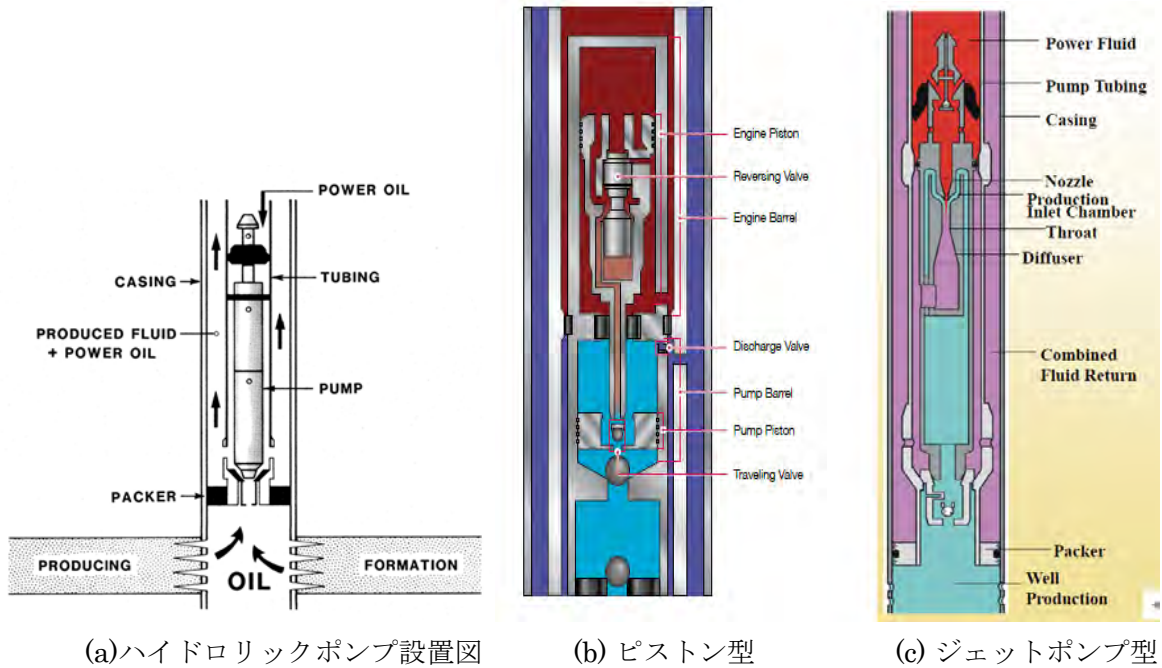 POWER OIL
CASING
TUBING
PRODUCED FLUID
+ POWER OIL
PUMP
PACKER
PRODUCING
OIL
FORMATION
(a)ハイドロリックポンプ設置図
Engine Piston
Reversing Valve
Engine Barrel
Discharge Valve
Pump Barrel
Pump Piston
Traveling Valve
(b) ピストン型
Power Fluid
Pump Tubing
Casing
Nozzle
Production
Inlet Chamber
Throat
Diffuser
Combined
Fluid Return
Packer
Well
Production
(c) ジェットポンプ型